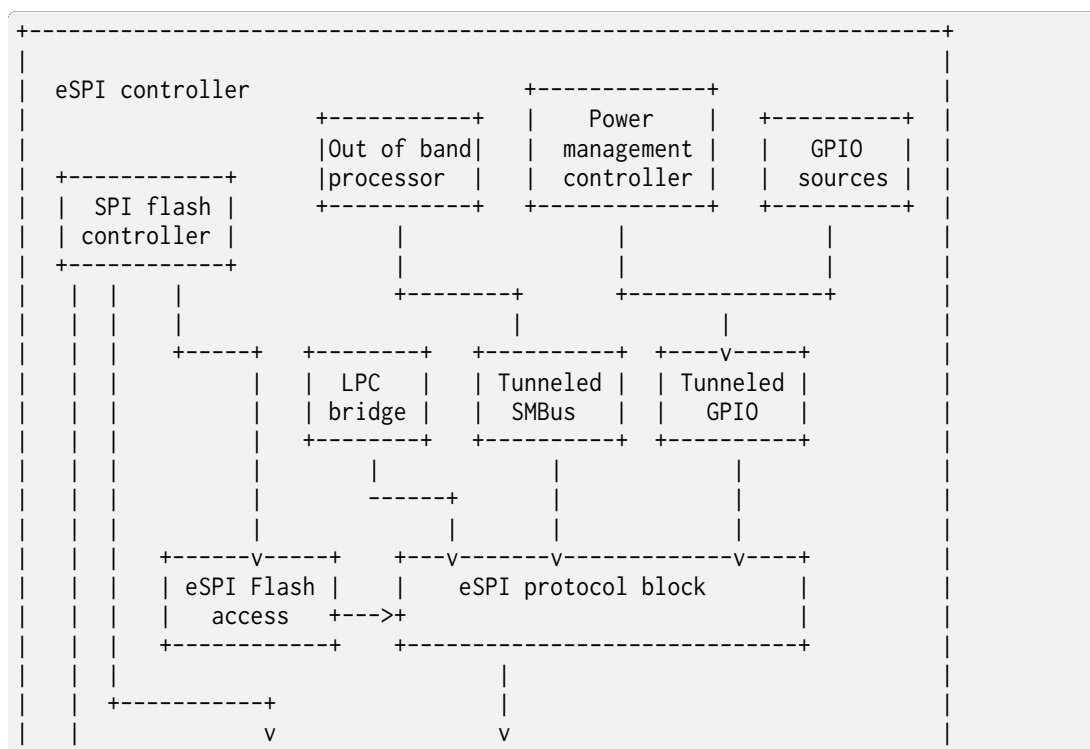 eSPI controller
Power
Out of band
management
GPIO
processor
controller
sources
SPI flash
controller
LPC
Tunneled
Tunneled
bridge
SMBus
GPIO
eSPI Flash
eSPI protocol block
access